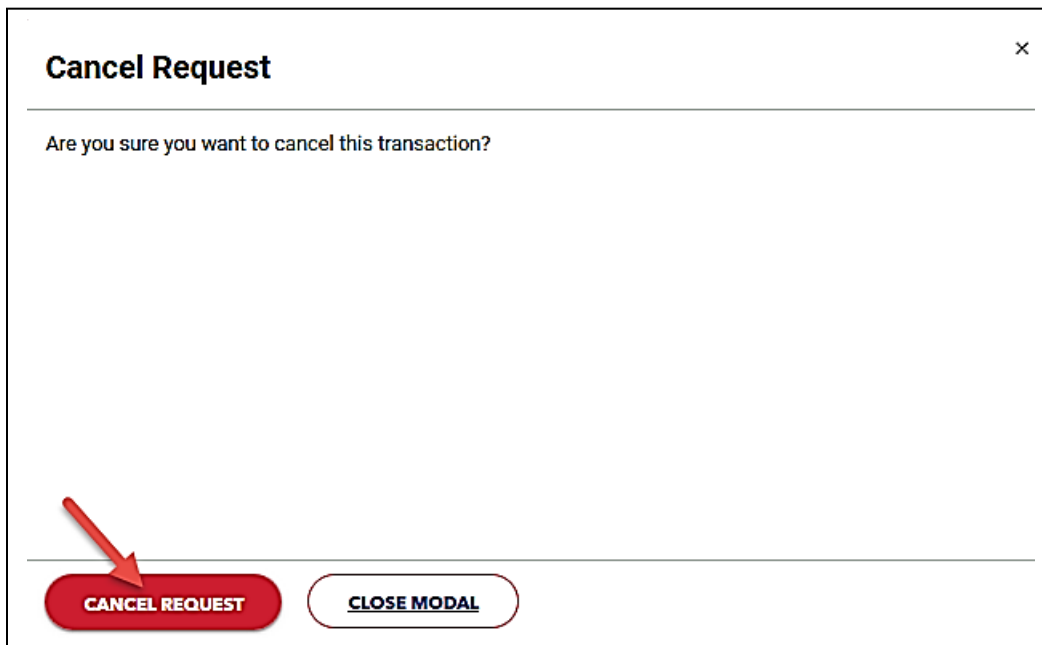 Cancel Request
×
Are you sure you want to cancel this transaction?
CANCEL REQUEST
CLOSE MODAL